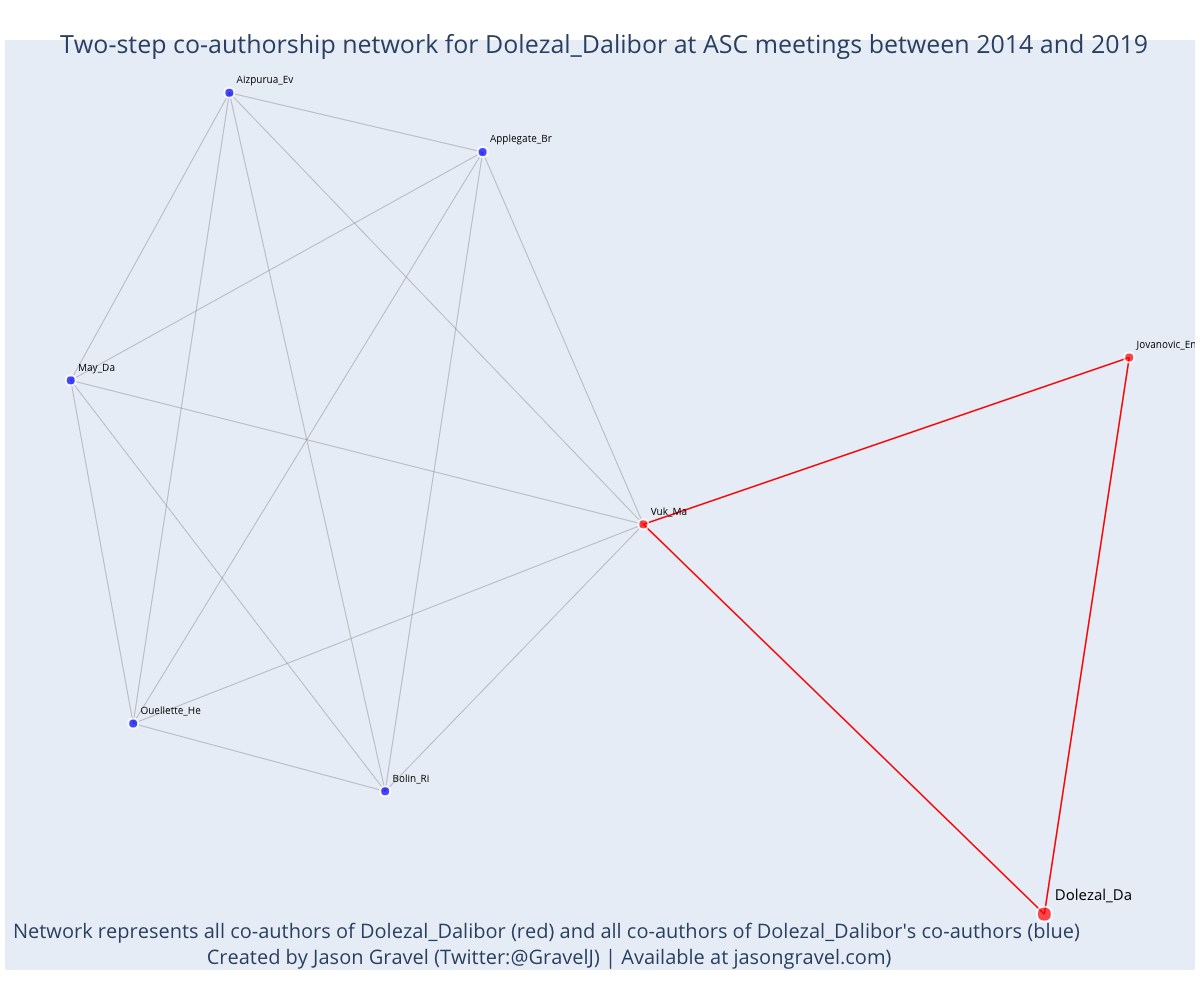 Two-step co-authorship network for Dolezal_Dalibor at ASC meetings between 2014 and 2019
Aizpurua_Ev
Applegate_Br
Jovanovic_En
May_Da
Vuk_Ma
Ouellette_He
Bolin_Ri
Dolezal_Da
Network represents all co-authors of Dolezal_Dalibor (red) and all co-authors of Dolezal_Dalibor's co-authors (blue)
Created by Jason Gravel (Twitter:@GravelJ) | Available at jasongravel.com)